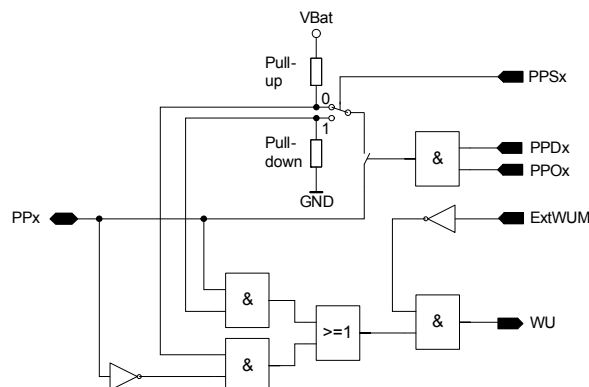 VBat
Pull-
up
PPSx
0
1
Pull-
down
&
PPDx
PPOx
GND
PPx
ExtWUM
&
>=1
&
WU
&